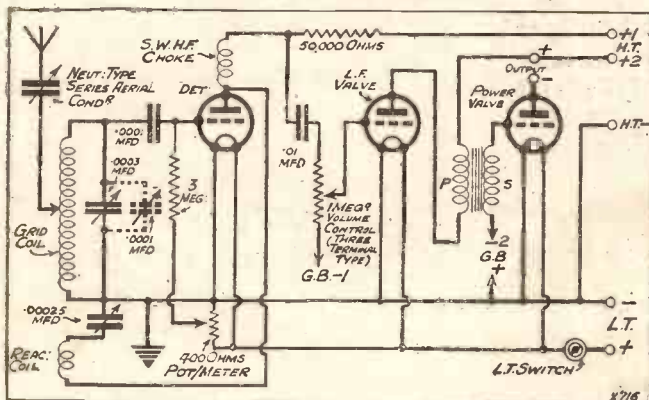 S.W.H.F.
CHOKE
50,000 OHMS
+1
H.T.
+2
NEUT: TYPE
SERIES AERIAL
CONDR
DET
L.F.
VALVE
+
OUTPUT
-
POWER
VALVE
H.T.-
.0001
MFD
.0003
MFD
.0001
MFD
3
MEG:
.01
MFD
1 MEGΩ
VOLUME
CONTROL
(THREE
TERMINAL
TYPE)
P
S
GRID
COIL
G.B.-1
-2
G.B
+
.00025
MFD
-
L.T.
+
REAC:
COIL
400 OHMS
POT/METER
L.T. SWITCH
X716